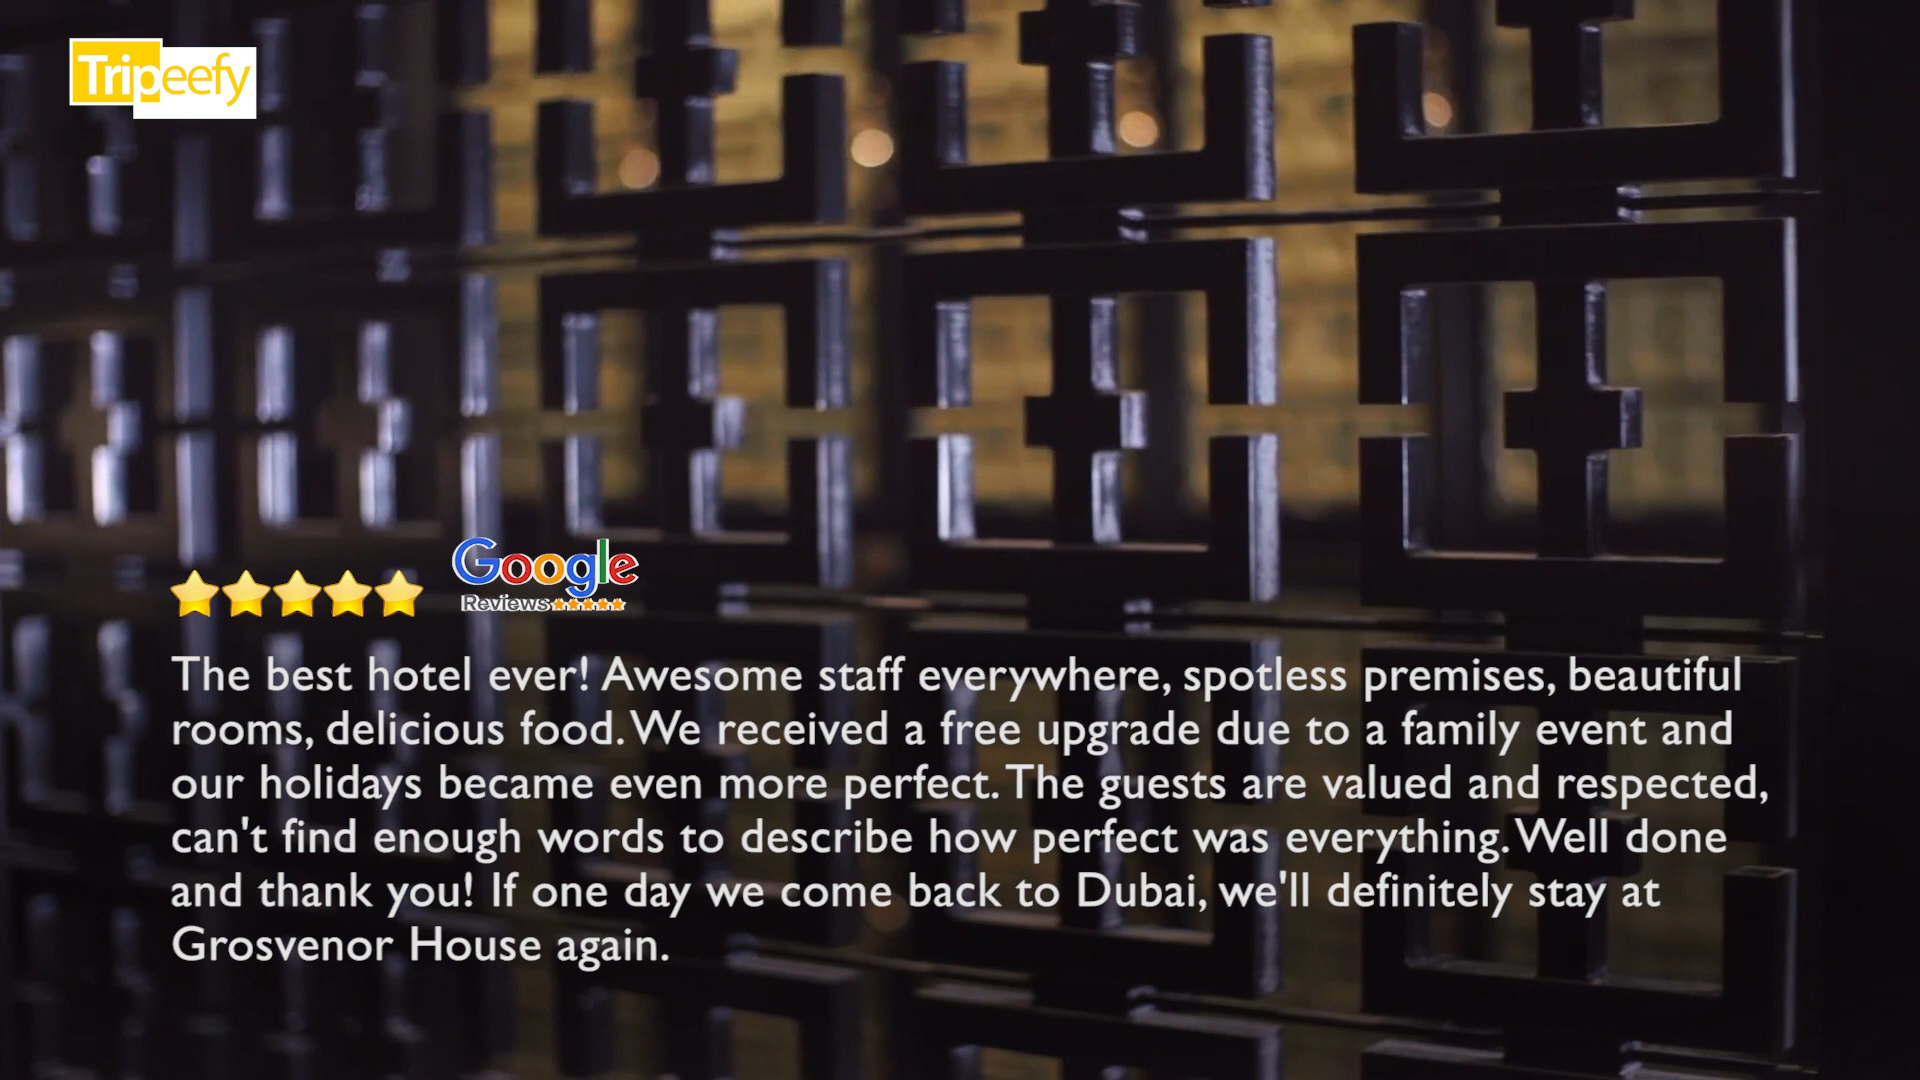 Tripeefy
Google
Reviews
The best hotel ever! Awesome staff everywhere, spotless premises, beautiful
rooms, delicious food. We received a free upgrade due to a family event and
our holidays became even more perfect. The guests are valued and respected,
can't find enough words to describe how perfect was everything. Well done
and thank you! If one day we come back to Dubai, we'll definitely stay at
Grosvenor House again.